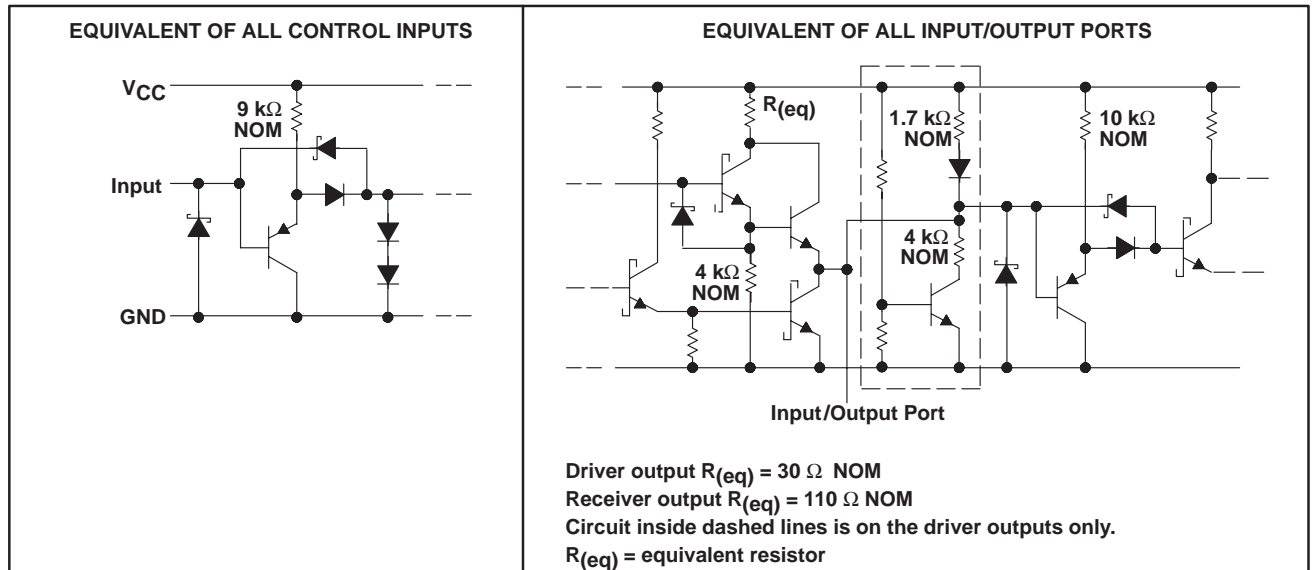 EQUIVALENT OF ALL CONTROL INPUTS
VCC
9 kΩ
NOM
Input
GND
EQUIVALENT OF ALL INPUT/OUTPUT PORTS
R(eq)
1.7 kΩ
NOM
10 kΩ
NOM
4 kΩ
NOM
4 kΩ
NOM
Input/Output Port
Driver output R(eq) = 30 Ω NOM
Receiver output R(eq) = 110 Ω NOM
Circuit inside dashed lines is on the driver outputs only.
R(eq) = equivalent resistor